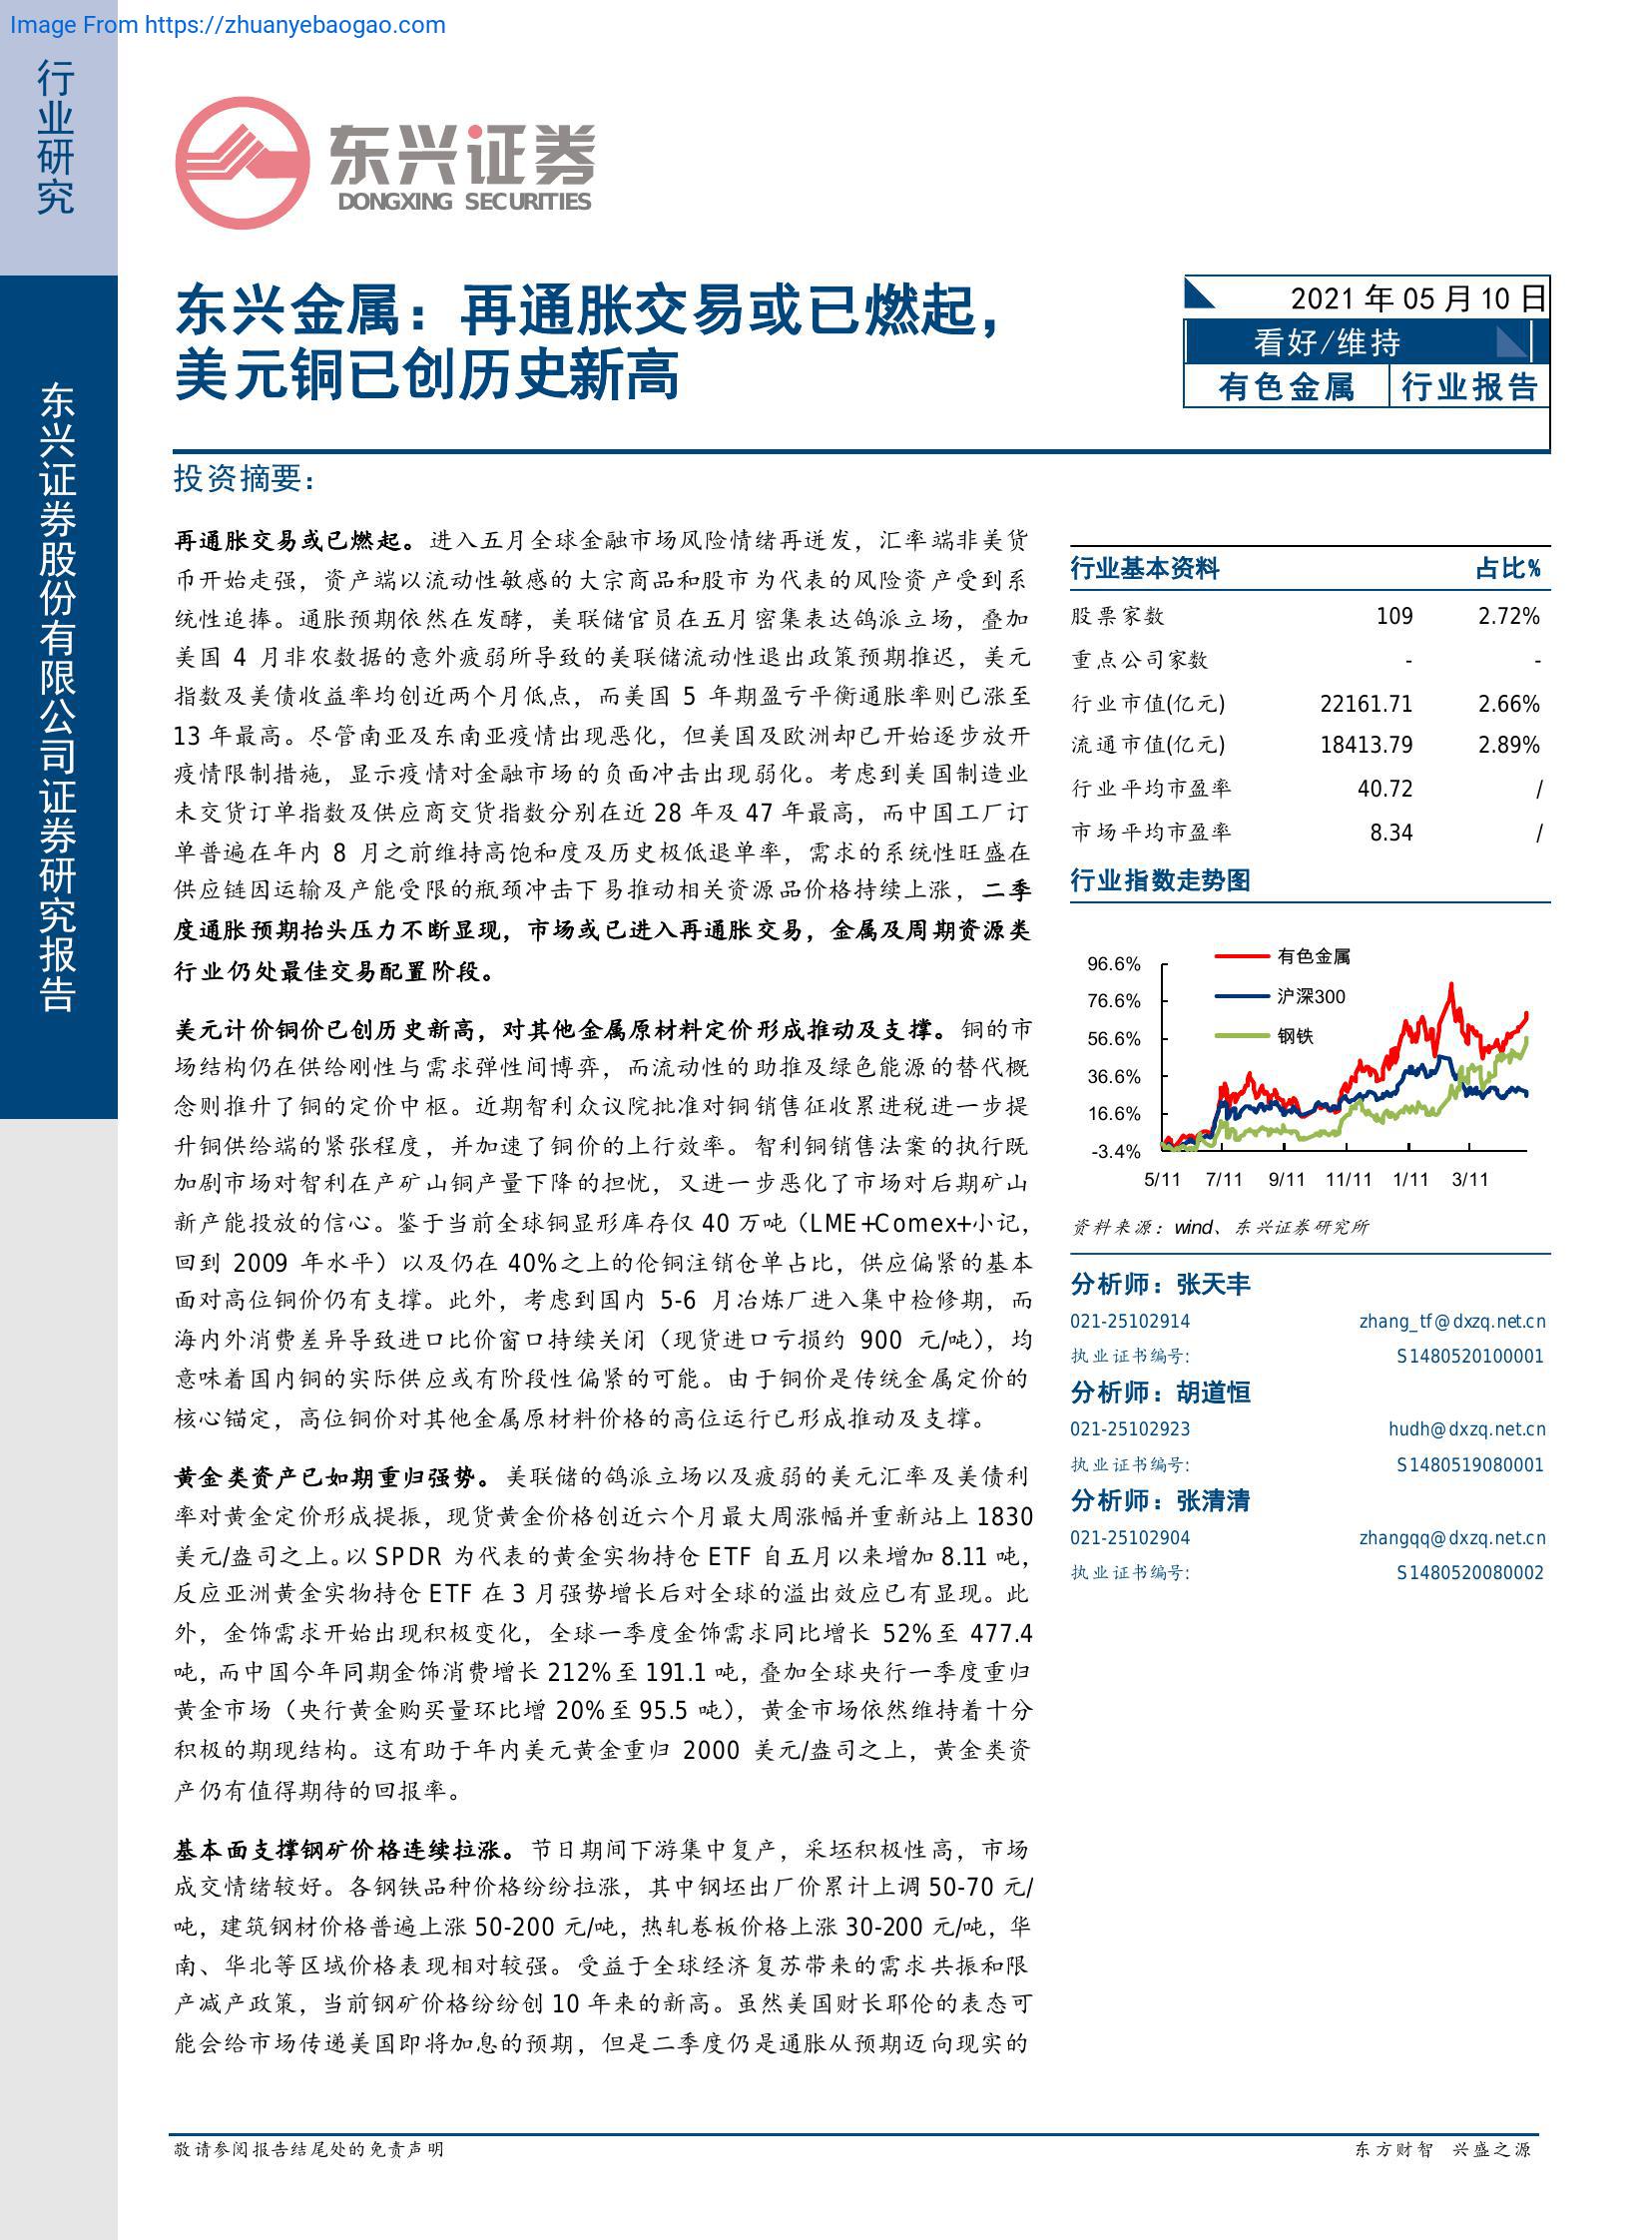 Image From https://zhuanyebaogao.com
行业研究
东兴证券股份有限公司证券研究报告
东兴证券
DONGXING SECURITIES
东兴金属：再通胀交易或已燃起，
美元铜已创历史新高
2021 年 05 月 10 日
看好/维持
有色金属 行业报告
投资摘要：
再通胀交易或已燃起。进入五月全球金融市场风险情绪再迸发，汇率端非美货
币开始走强，资产端以流动性敏感的大宗商品和股市为代表的风险资产受到系
统性追捧。通胀预期依然在发酵，美联储官员在五月密集表达鸽派立场，叠加
美国 4 月非农数据的意外疲弱所导致的美联储流动性退出政策预期推迟，美元
指数及美债收益率均创近两个月低点，而美国 5 年期盈亏平衡通胀率则已涨至
13 年最高。尽管南亚及东南亚疫情出现恶化，但美国及欧洲却已开始逐步放开
疫情限制措施，显示疫情对金融市场的负面冲击出现弱化。考虑到美国制造业
未交货订单指数及供应商交货指数分别在近 28 年及 47 年最高，而中国工厂订
单普遍在年内 8 月之前维持高饱和度及历史极低退单率，需求的系统性旺盛在
供应链因运输及产能受限的瓶颈冲击下易推动相关资源品价格持续上涨，二季
度通胀预期抬头压力不断显现，市场或已进入再通胀交易，金属及周期资源类
行业仍处最佳交易配置阶段。
美元计价铜价已创历史新高，对其他金属原材料定价形成推动及支撑。铜的市
场结构仍在供给刚性与需求弹性间博弈，而流动性的助推及绿色能源的替代概
念则推升了铜的定价中枢。近期智利众议院批准对铜销售征收累进税进一步提
升铜供给端的紧张程度，并加速了铜价的上行效率。智利铜销售法案的执行既
加剧市场对智利在产矿山铜产量下降的担忧，又进一步恶化了市场对后期矿山
新产能投放的信心。鉴于当前全球铜显形库存仅 40 万吨（LME+Comex+小记，
回到 2009 年水平）以及仍在 40%之上的伦铜注销仓单占比，供应偏紧的基本
面对高位铜价仍有支撑。此外，考虑到国内 5-6 月冶炼厂进入集中检修期，而
海内外消费差异导致进口比价窗口持续关闭（现货进口亏损约 900 元/吨），均
意味着国内铜的实际供应或有阶段性偏紧的可能。由于铜价是传统金属定价的
核心锚定，高位铜价对其他金属原材料价格的高位运行已形成推动及支撑。
黄金类资产已如期重归强势。美联储的鸽派立场以及疲弱的美元汇率及美债利
率对黄金定价形成提振，现货黄金价格创近六个月最大周涨幅并重新站上 1830
美元/盎司之上。以 SPDR 为代表的黄金实物持仓 ETF 自五月以来增加 8.11 吨，
反应亚洲黄金实物持仓 ETF 在 3 月强势增长后对全球的溢出效应已有显现。此
外，金饰需求开始出现积极变化，全球一季度金饰需求同比增长 52%至 477.4
吨，而中国今年同期金饰消费增长 212%至 191.1 吨，叠加全球央行一季度重归
黄金市场（央行黄金购买量环比增 20%至 95.5 吨），黄金市场依然维持着十分
积极的期现结构。这有助于年内美元黄金重归 2000 美元/盎司之上，黄金类资
产仍有值得期待的回报率。
基本面支撑钢矿价格连续拉涨。节日期间下游集中复产，采坯积极性高，市场
成交情绪较好。各钢铁品种价格纷纷拉涨，其中钢坯出厂价累计上调 50-70 元/
吨，建筑钢材价格普遍上涨 50-200 元/吨，热轧卷板价格上涨 30-200 元/吨，华
南、华北等区域价格表现相对较强。受益于全球经济复苏带来的需求共振和限
产减产政策，当前钢矿价格纷纷创 10 年来的新高。虽然美国财长耶伦的表态可
能会给市场传递美国即将加息的预期，但是二季度仍是通胀从预期迈向现实的
行业基本资料 占比%
股票家数 109 2.72%
重点公司家数 - -
行业市值(亿元) 22161.71 2.66%
流通市值(亿元) 18413.79 2.89%
行业平均市盈率 40.72 /
市场平均市盈率 8.34 /
行业指数走势图
有色金属
沪深300
钢铁
96.6%
76.6%
56.6%
36.6%
16.6%
-3.4%
5/11 7/11 9/11 11/11 1/11 3/11
资料来源：wind、东兴证券研究所
分析师：张天丰
021-25102914 zhang_tf@dxzq.net.cn
执业证书编号: S1480520100001
分析师：胡道恒
021-25102923 hudh@dxzq.net.cn
执业证书编号: S1480519080001
分析师：张清清
021-25102904 zhangqq@dxzq.net.cn
执业证书编号: S1480520080002
敬请参阅报告结尾处的免责声明
东方财智 兴盛之源